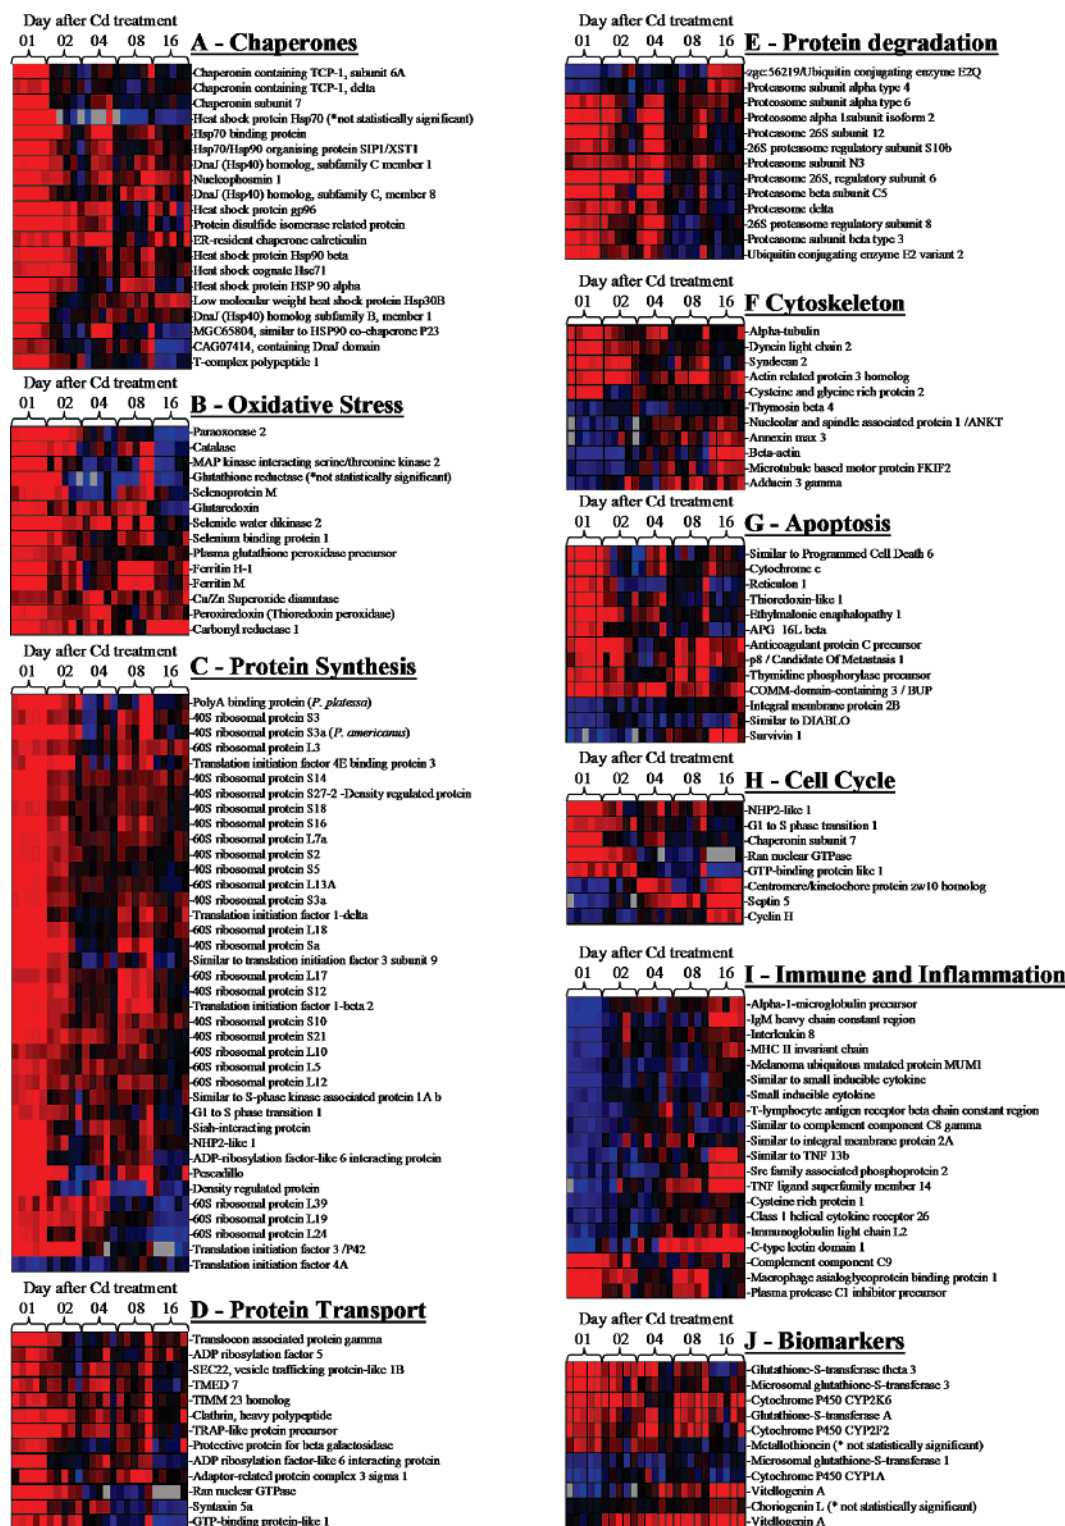 Day after Cd treatment
01 02 04 08 16
A - Chaperones
Chaperonin containing TCP-1, subunit 6A
Chaperonin containing TCP-1, delta
Chaperonin subunit 7
Heat shock protein Hsp70 (*not statistically significant)
Hsp70 binding protein
Hsp70/Hsp90 organising protein SIP1/XST1
DnaJ (Hsp40) homolog, subfamily C member 1
Nucleophosmin 1
DnaJ (Hsp40) homolog, subfamily C, member 8
Heat shock protein gp96
Protein disulfide isomerase related protein
ER-resident chaperone calreticulin
Heat shock protein Hsp90 beta
Heat shock cognate Hsc71
Heat shock protein HSP 90 alpha
Low molecular weight heat shock protein Hsp30B
DnaJ (Hsp40) homolog subfamily B, member 1
MGC65804, similar to HSP90 co-chaperone P23
CAG07414, containing DnaJ domain
T-complex polypeptide 1
Day after Cd treatment
01 02 04 08 16
B - Oxidative Stress
Paraoxonase 2
Catalase
MAP kinase interacting serine/threonine kinase 2
Glutathione reductase (*not statistically significant)
Selenoprotein M
Glutaredoxin
Selenide water dikinase 2
Selenium binding protein 1
Plasma glutathione peroxidase precursor
Ferritin H-1
Ferritin M
Cu/Zn Superoxide dismutase
Peroxiredoxin (Thioredoxin peroxidase)
Carbonyl reductase 1
Day after Cd treatment
01 02 04 08 16
C - Protein Synthesis
PolyA binding protein (P. platessa)
40S ribosomal protein S3
40S ribosomal protein S3a (P. americanus)
60S ribosomal protein L3
Translation initiation factor 4E binding protein 3
40S ribosomal protein S14
40S ribosomal protein S27-2 -Density regulated protein
40S ribosomal protein S18
40S ribosomal protein S16
60S ribosomal protein L7a
40S ribosomal protein S2
40S ribosomal protein S5
60S ribosomal protein L13A
40S ribosomal protein S3a
Translation initiation factor 1-delta
60S ribosomal protein L18
40S ribosomal protein Sa
Similar to translation initiation factor 3 subunit 9
60S ribosomal protein L17
40S ribosomal protein S12
Translation initiation factor 1-beta 2
40S ribosomal protein S10
40S ribosomal protein S21
60S ribosomal protein L10
60S ribosomal protein L5
60S ribosomal protein L12
Similar to S-phase kinase associated protein 1A b
G1 to S phase transition 1
Siah-interacting protein
NHP2-like 1
ADP-ribosylation factor-like 6 interacting protein
Pescadillo
Density regulated protein
60S ribosomal protein L39
60S ribosomal protein L19
60S ribosomal protein L24
Translation initiation factor 3 /P42
Translation initiation factor 4A
Day after Cd treatment
01 02 04 08 16
D - Protein Transport
Translocon associated protein gamma
ADP ribosylation factor 5
SEC22, vesicle trafficking protein-like 1B
TMED 7
TIMM 23 homolog
Clathrin, heavy polypeptide
TRAP-like protein precursor
Protective protein for beta galactosidase
ADP ribosylation factor-like 6 interacting protein
Adaptor-related protein complex 3 sigma 1
Ran nuclear GTPase
Syntaxin 5a
GTP-binding protein-like 1
Day after Cd treatment
01 02 04 08 16
E - Protein degradation
zgc:56219/Ubiquitin conjugating enzyme E2Q
Proteasome subunit alpha type 4
Proteosome subunit alpha type 6
Proteosome alpha 1subunit isoform 2
Proteasome 26S subunit 12
26S proteasome regulatory subunit S10b
Proteasome subunit N3
Proteasome 26S, regulatory subunit 6
Proteasome beta subunit C5
Proteasome delta
26S proteasome regulatory subunit 8
Proteasome subunit beta type 3
Ubiquitin conjugating enzyme E2 variant 2
Day after Cd treatment
01 02 04 08 16
F Cytoskeleton
Alpha-tubulin
Dynein light chain 2
Syndecan 2
Actin related protein 3 homolog
Cysteine and glycine rich protein 2
Thymosin beta 4
Nucleolar and spindle associated protein 1 /ANKT
Annexin max 3
Beta-actin
Microtubule based motor protein FKIF2
Adducin 3 gamma
Day after Cd treatment
01 02 04 08 16
G - Apoptosis
Similar to Programmed Cell Death 6
Cytochrome c
Reticulon 1
Thioredoxin-like 1
Ethylmalonic enaphalopathy 1
APG 16L beta
Anticoagulant protein C precursor
p8 / Candidate Of Metastasis 1
Thymidine phosphorylase precursor
COMM-domain-containing 3 / BUP
Integral membrane protein 2B
Similar to DIABLO
Survivin 1
Day after Cd treatment
01 02 04 08 16
H - Cell Cycle
NHP2-like 1
G1 to S phase transition 1
Chaperonin subunit 7
Ran nuclear GTPase
GTP-binding protein like 1
Centromere/kinetochore protein zw10 homolog
Septin 5
Cyclin H
Day after Cd treatment
01 02 04 08 16
I - Immune and Inflammation
Alpha-1-microglobulin precursor
IgM heavy chain constant region
Interleukin 8
MHC II invariant chain
Melanoma ubiquitous mutated protein MUM1
Similar to small inducible cytokine
Small inducible cytokine
T-lymphocyte antigen receptor beta chain constant region
Similar to complement component C8 gamma
Similar to integral membrane protein 2A
Similar to TNF 13b
Src family associated phosphoprotein 2
TNF ligand superfamily member 14
Cysteine rich protein 1
Class I helical cytokine receptor 26
Immunoglobulin light chain L2
C-type lectin domain 1
Complement component C9
Macrophage asialoglycoprotein binding protein 1
Plasma protease C1 inhibitor precursor
Day after Cd treatment
01 02 04 08 16
J - Biomarkers
Glutathione-S-transferase theta 3
Microsomal glutathione-S-transferase 3
Cytochrome P450 CYP2K6
Glutathione-S-transferase A
Cytochrome P450 CYP2F2
Metallothionein (* not statistically significant)
Microsomal glutathione-S-transferase 1
Cytochrome P450 CYP1A
Vitellogenin A
Choriogenin L (* not statistically significant)
Vitellogenin A